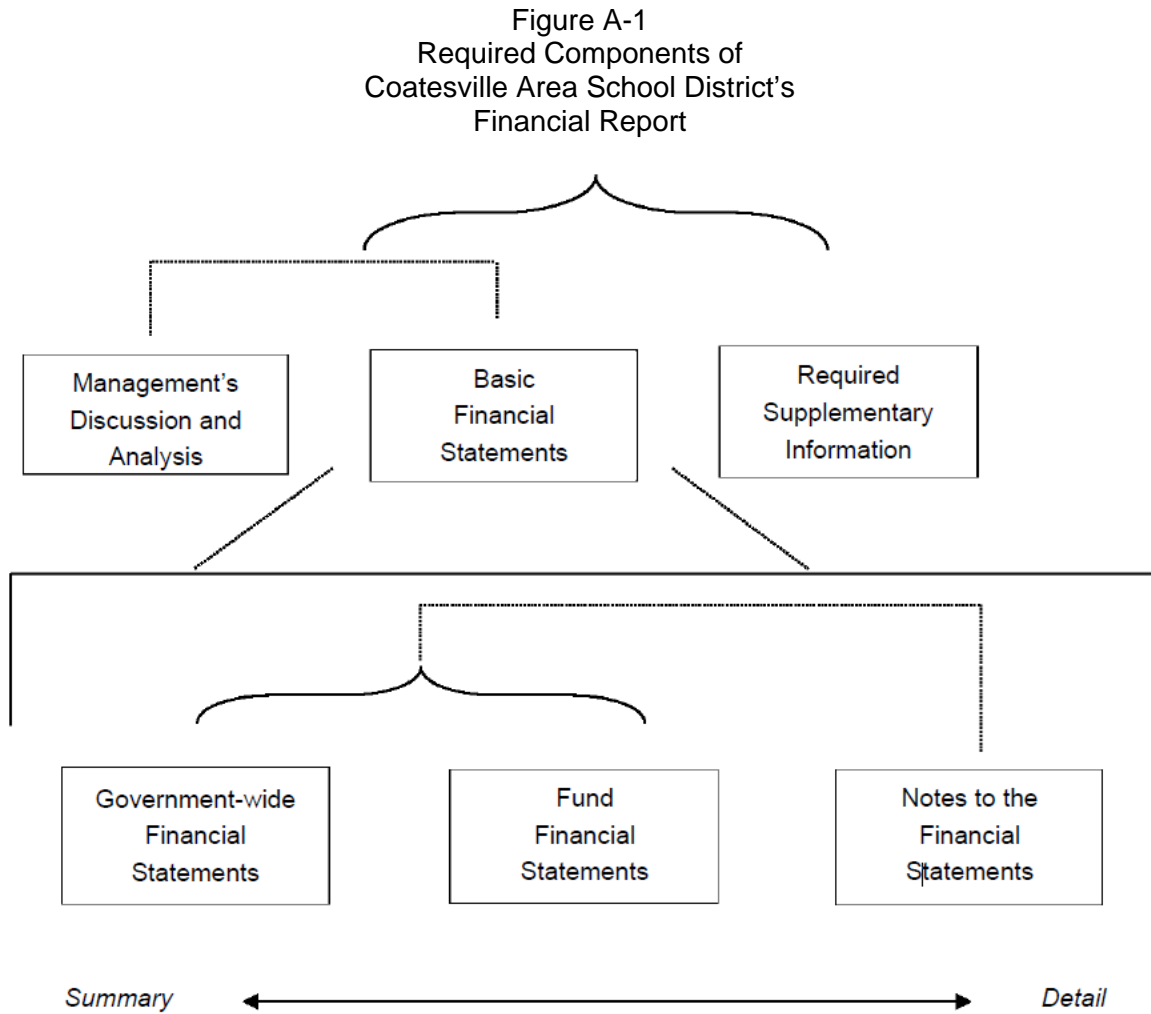 Figure A-1
Required Components of
Coatesville Area School District's
Financial Report
Management's
Discussion and
Analysis
Basic
Financial
Statements
Required
Supplementary
Information
Government-wide
Financial
Statements
Fund
Financial
Statements
Notes to the
Financial
Statements
Summary
Detail